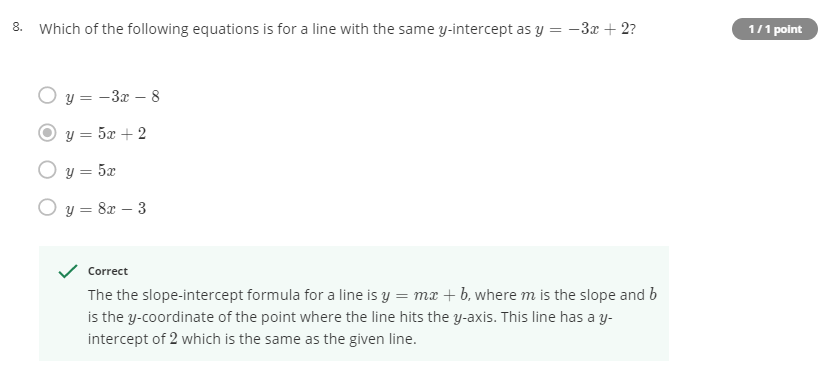 8. Which of the following equations is for a line with the same y-intercept as y = −3x + 2?
1 / 1 point
y = −3x − 8
y = 5x + 2
y = 5x
y = 8x − 3
Correct
The the slope-intercept formula for a line is y = mx + b, where m is the slope and b
is the y-coordinate of the point where the line hits the y-axis. This line has a y-
intercept of 2 which is the same as the given line.